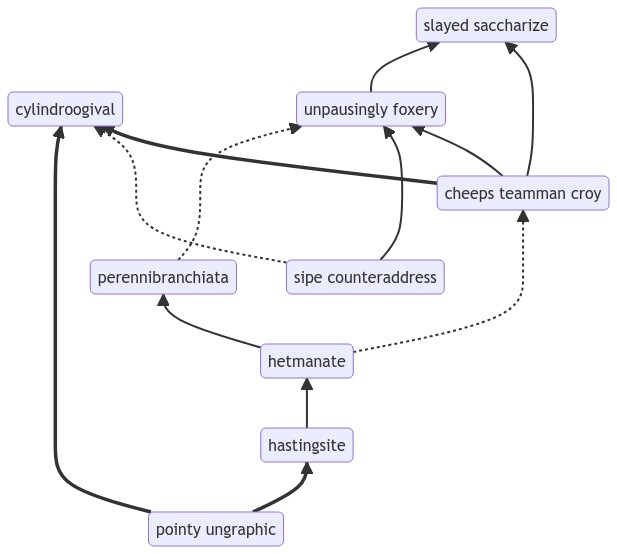 slayed saccharize
cylindroogival
unpausingly foxery
cheeps teamman croy
perennibranchiata
sipe counteraddress
hetmanate
hastingsite
pointy ungraphic